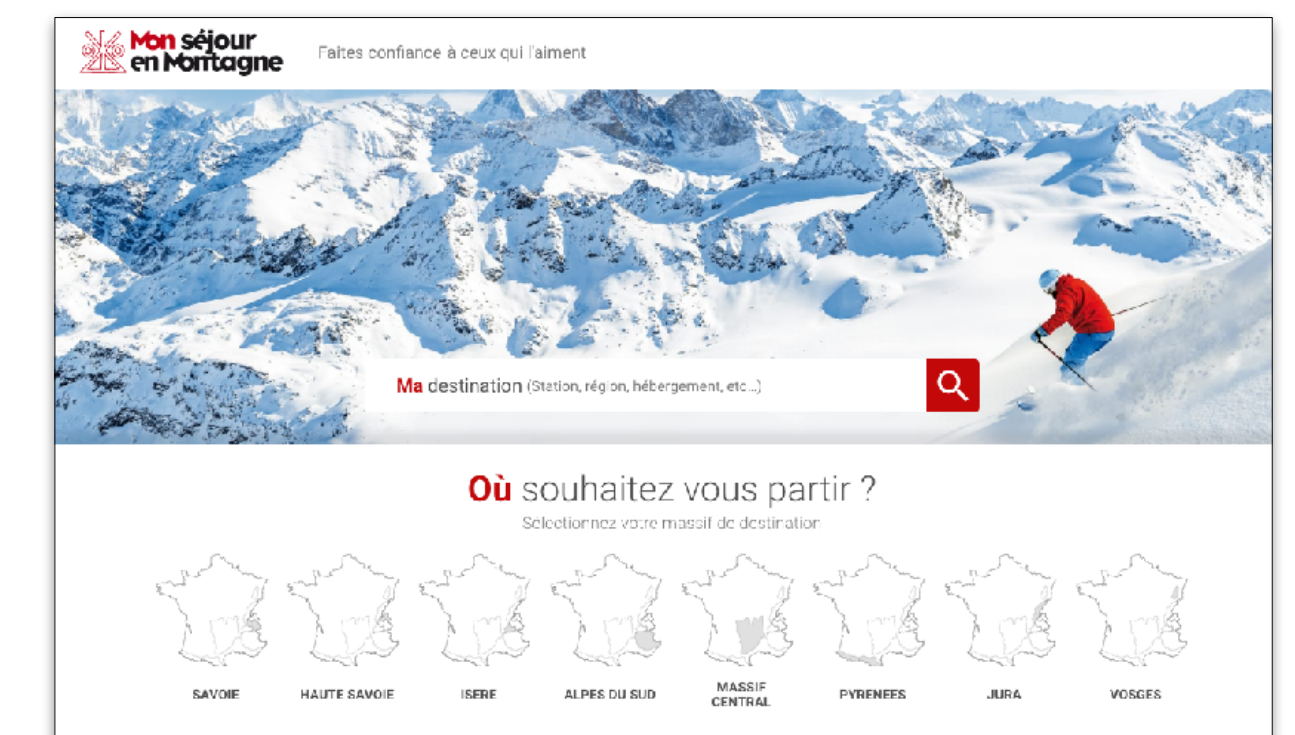 Mon séjour
en Montagne
Faites confiance à ceux qui l'aiment
Ma destination (Station, région, hébergement, etc...)
Où souhaitez vous partir ?
Sélectionnez votre massif de destination
SAVOIE
HAUTE SAVOIE
ISERE
ALPES DU SUD
MASSIF
CENTRAL
PYRENEES
JURA
VOSGES